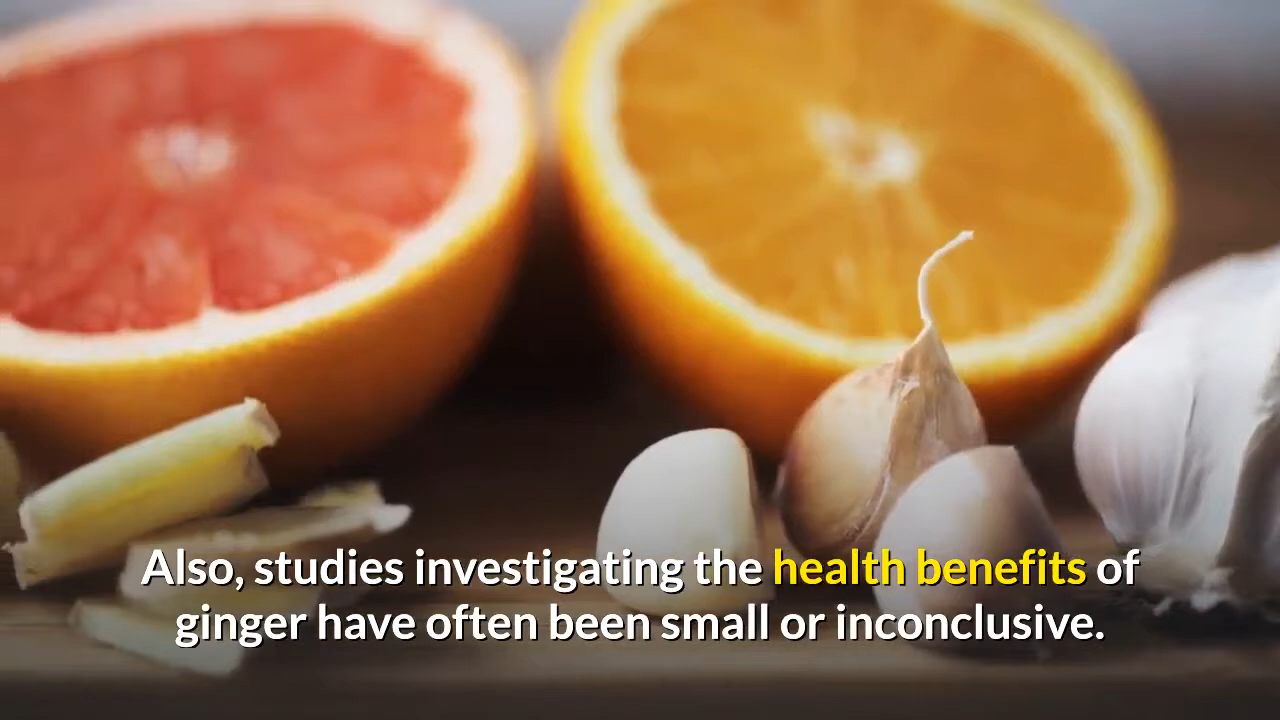 Also, studies investigating the health benefits of
ginger have often been small or inconclusive.